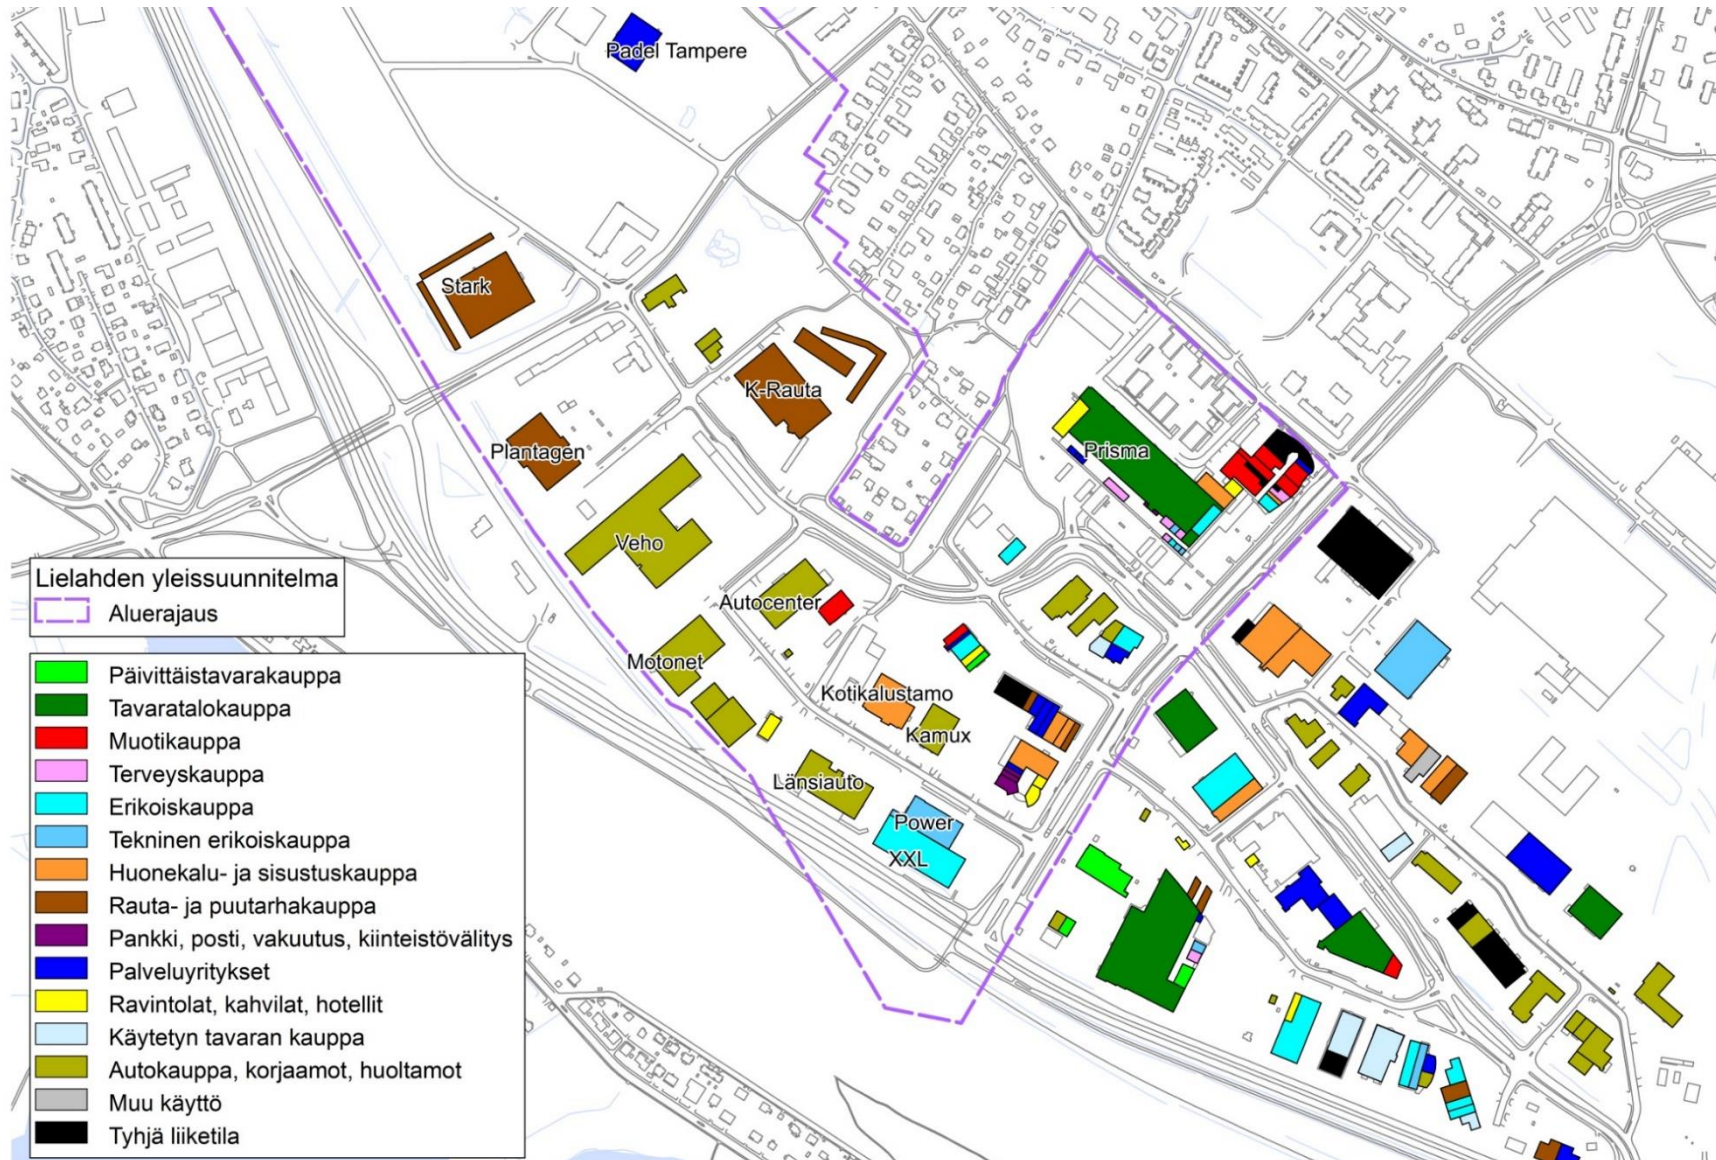 Padel Tampere
Stark
K-Rauta
Plantagen
Prisma
Veho
Autocenter
Motonet
Kotikalustamo
Kamux
Länsiauto
Power
XXL
Lielahden yleissuunnitelma
Aluerajaus
Päivittäistavarakauppa
Tavaratalokauppa
Muotikauppa
Terveyskauppa
Erikoiskauppa
Tekninen erikoiskauppa
Huonekalu- ja sisustuskauppa
Rauta- ja puutarhakauppa
Pankki, posti, vakuutus, kiinteistövälitys
Palveluyritykset
Ravintolat, kahvilat, hotellit
Käytetyn tavaran kauppa
Autokauppa, korjaamot, huoltamot
Muu käyttö
Tyhjä liiketila